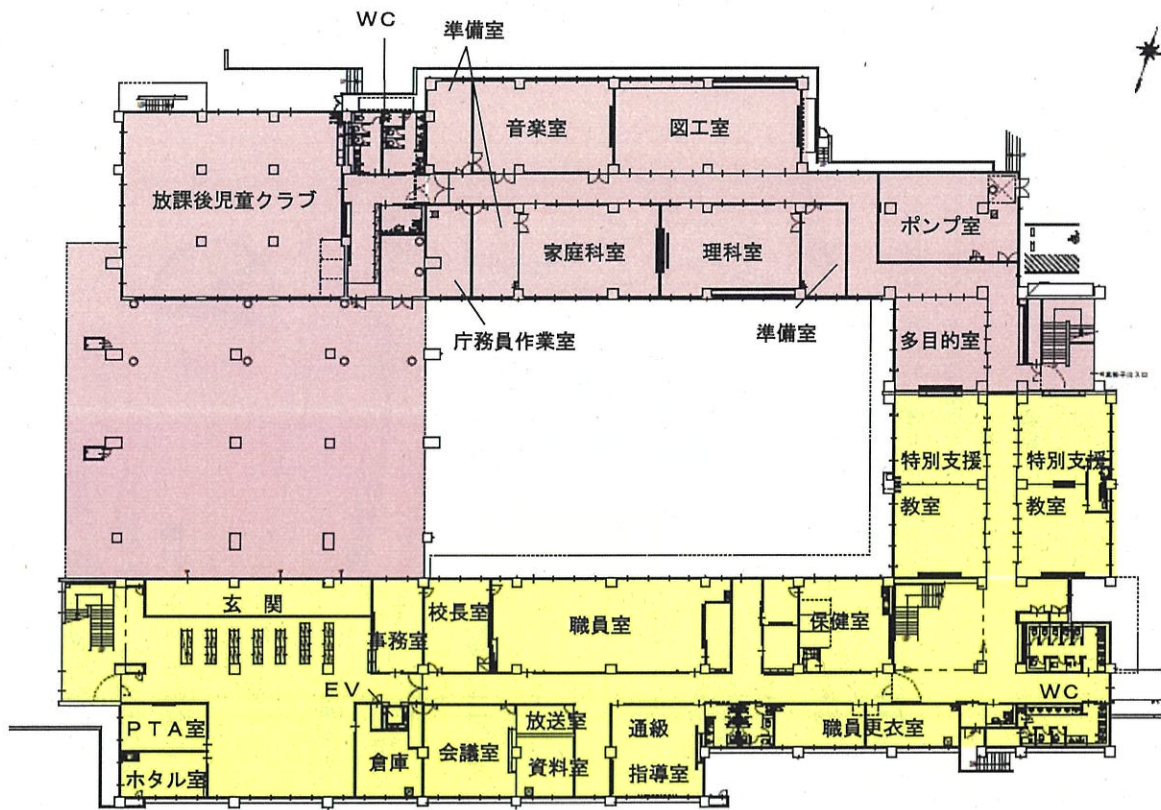 WC
準備室
音楽室
図工室
放課後児童クラブ
ポンプ室
家庭科室
理科室
庁務員作業室
準備室
多目的室
特別支援
教室
特別支援
教室
玄関
事務室
校長室
職員室
保健室
EV
WC
PTA室
ホタル室
倉庫
会議室
放送室
資料室
通級
指導室
職員更衣室